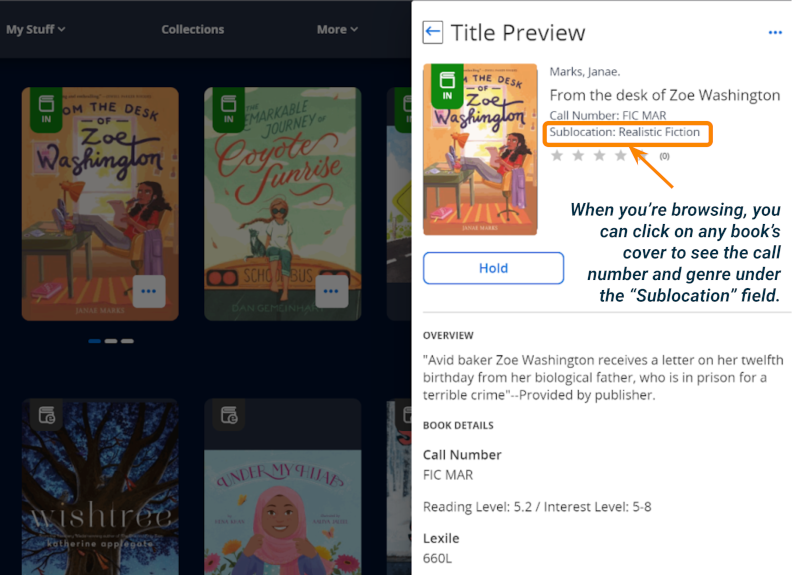 My Stuff
Collections
More
IN
FROM THE DESK
OF
Zoe
Washington
JANAE MARKS
IN
THE
REMARKABLE
JOURNEY OF
Coyote
Sunrise
SCHOOL BUS
DAN GEMEINHART
IN
wishtree
katherine applegate
UNDER MY HIJAB
Title Preview
IN
FROM THE DESK
OF
Zoe
Washington
JANAE MARKS
Marks, Janae.
From the desk of Zoe Washington
Call Number: FIC MAR
Sublocation: Realistic Fiction
(0)
When you’re browsing, you
can click on any book’s
cover to see the call
number and genre under
the “Sublocation” field.
Hold
OVERVIEW
"Avid baker Zoe Washington receives a letter on her twelfth
birthday from her biological father, who is in prison for a
terrible crime"--Provided by publisher.
BOOK DETAILS
Call Number
FIC MAR
Reading Level: 5.2 / Interest Level: 5-8
Lexile
660L